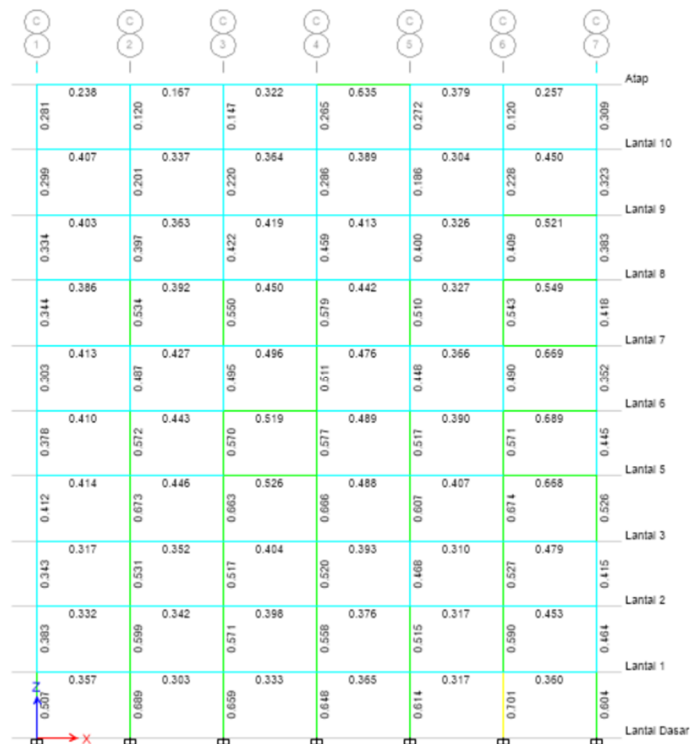 C C C C C C C
1 2 3 4 5 6 7
Atap
0.238 0.167 0.322 0.635 0.379 0.257
0.281 0.120 0.147 0.265 0.272 0.120 0.309
Lantai 10
0.407 0.337 0.364 0.389 0.304 0.450
0.299 0.201 0.220 0.286 0.186 0.228 0.323
Lantai 9
0.403 0.363 0.419 0.413 0.326 0.521
0.334 0.397 0.422 0.459 0.400 0.409 0.383
Lantai 8
0.386 0.392 0.450 0.442 0.327 0.549
0.344 0.534 0.550 0.579 0.510 0.543 0.418
Lantai 7
0.413 0.427 0.496 0.476 0.366 0.669
0.303 0.487 0.495 0.511 0.448 0.490 0.352
Lantai 6
0.410 0.443 0.519 0.489 0.390 0.689
0.378 0.572 0.570 0.577 0.517 0.571 0.445
Lantai 5
0.414 0.446 0.526 0.488 0.407 0.668
0.412 0.673 0.663 0.666 0.607 0.674 0.526
Lantai 3
0.317 0.352 0.404 0.393 0.310 0.479
0.343 0.531 0.517 0.520 0.468 0.527 0.415
Lantai 2
0.332 0.342 0.398 0.376 0.317 0.453
0.383 0.599 0.571 0.558 0.515 0.590 0.464
Lantai 1
0.357 0.303 0.333 0.365 0.317 0.360
Z
0.507 0.689 0.659 0.648 0.614 0.701 0.604
Lantai Dasar
X